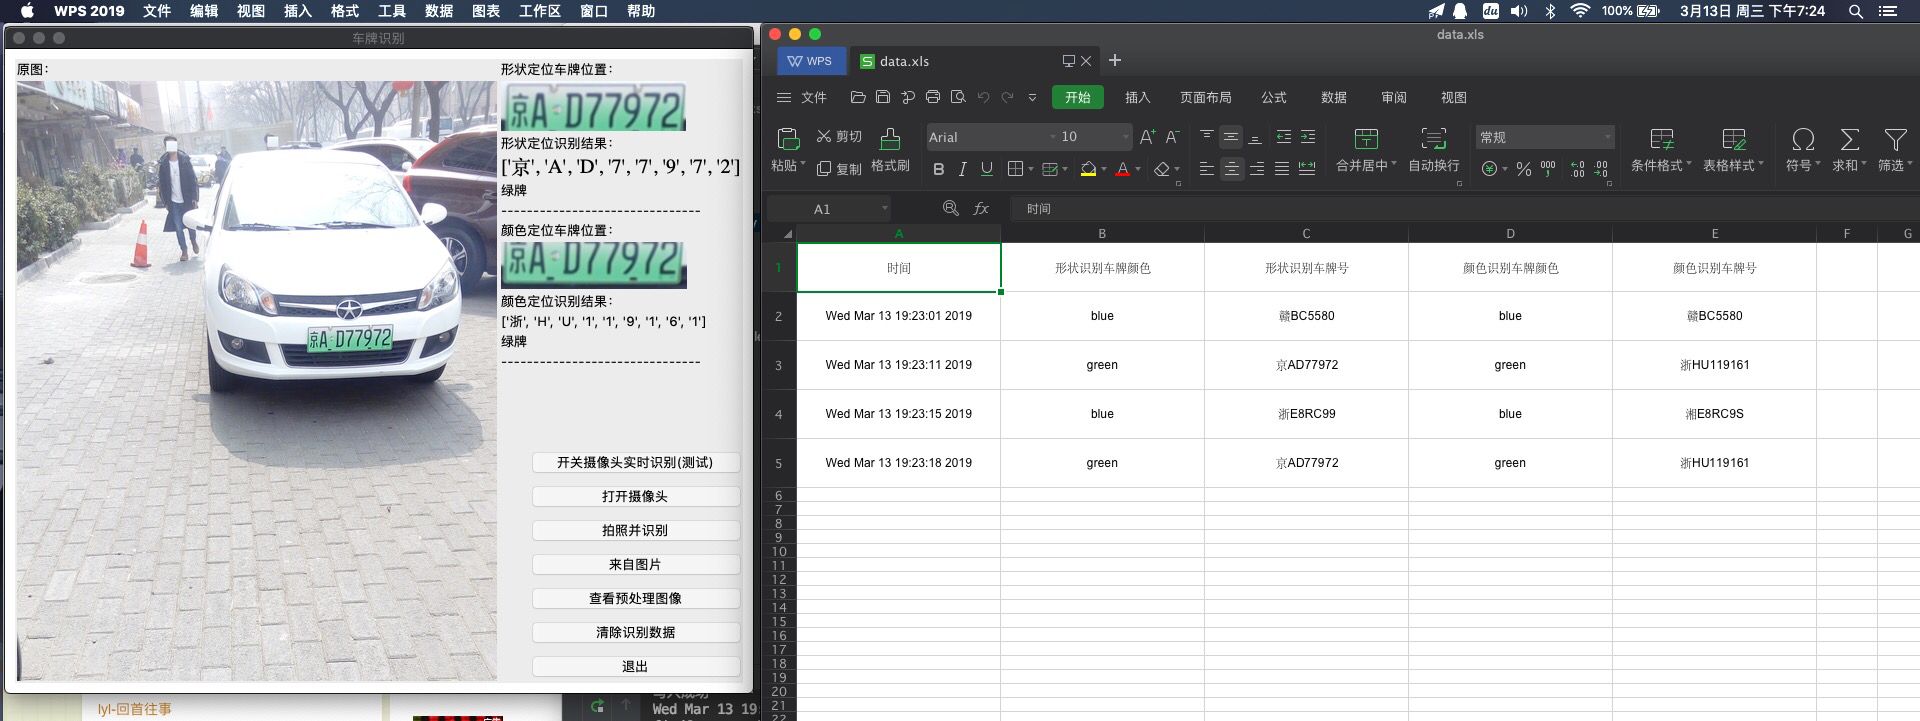 WPS 2019 文件 编辑 视图 插入 格式 工具 数据 图表 工作区 窗口 帮助
100% 3月13日 周三 下午7:24
车牌识别
原图：
京A D77972
形状定位车牌位置：
京A D77972
形状定位识别结果：
['京', 'A', 'D', '7', '7', '9', '7', '2']
绿牌
-------------------------------
颜色定位车牌位置：
京A D77972
颜色定位识别结果：
['浙', 'H', 'U', '1', '1', '9', '1', '6', '1']
绿牌
-------------------------------
开关摄像头实时识别(测试)
打开摄像头
拍照并识别
来自图片
查看预处理图像
清除识别数据
退出
lyl-回首往事
Wed Mar 13 19:
data.xls
WPS data.xls
文件 开始 插入 页面布局 公式 数据 审阅 视图
粘贴 剪切 复制 格式刷 Arial 10 合并居中 自动换行 常规 条件格式 表格样式 符号 求和 筛选
A1 fx 时间
A B C D E F G
1 时间 形状识别车牌颜色 形状识别车牌号 颜色识别车牌颜色 颜色识别车牌号
2 Wed Mar 13 19:23:01 2019 blue 赣BC5580 blue 赣BC5580
3 Wed Mar 13 19:23:11 2019 green 京AD77972 green 浙HU119161
4 Wed Mar 13 19:23:15 2019 blue 浙E8RC99 blue 湘E8RC9S
5 Wed Mar 13 19:23:18 2019 green 京AD77972 green 浙HU119161
6
7
8
9
10
11
12
13
14
15
16
17
18
19
20
21
22